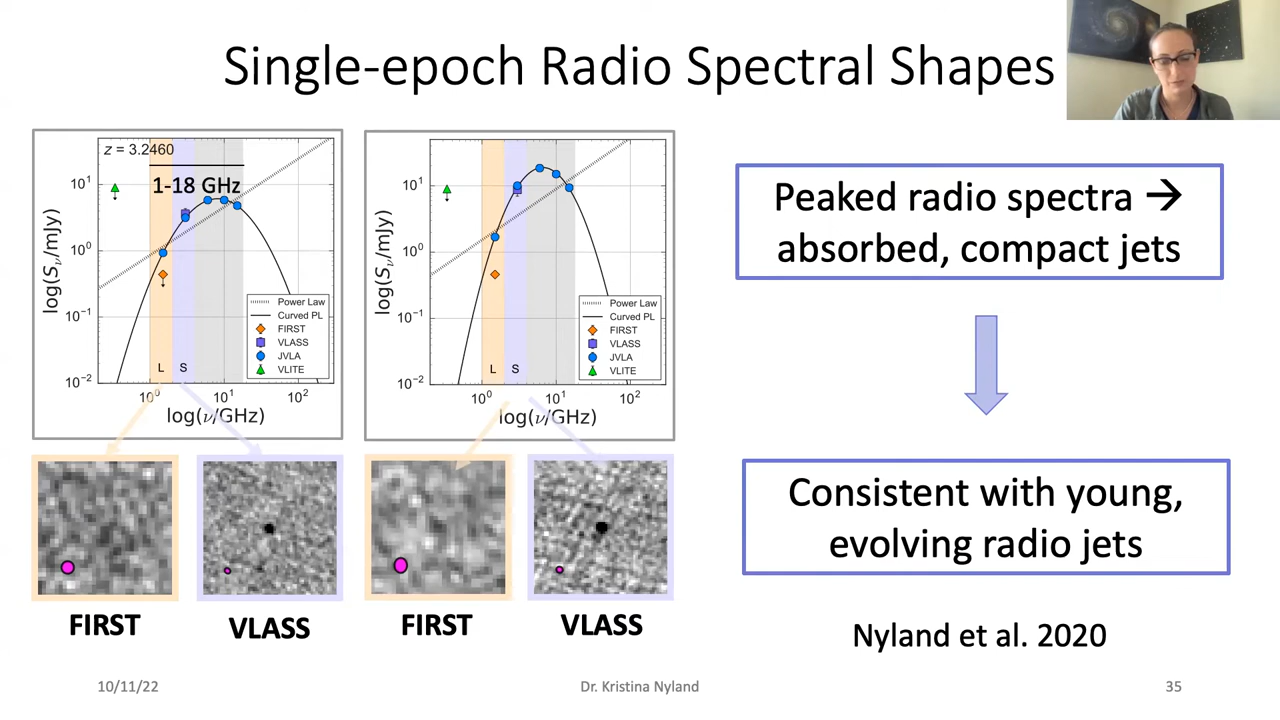 Single-epoch Radio Spectral Shapes
z = 3.2460
1-18 GHz
10¹
10⁰
10⁻¹
10⁻²
log(Sᵥ/mJy)
Power Law
Curved PL
FIRST
VLASS
JVLA
VLITE
L S
10⁰ 10¹ 10²
log(ν/GHz)
10¹
10⁰
10⁻¹
10⁻²
log(Sᵥ/mJy)
Power Law
Curved PL
FIRST
VLASS
JVLA
VLITE
L S
10⁰ 10¹ 10²
log(ν/GHz)
FIRST
VLASS
FIRST
VLASS
Peaked radio spectra →
absorbed, compact jets
Consistent with young,
evolving radio jets
Nyland et al. 2020
10/11/22
Dr. Kristina Nyland
35